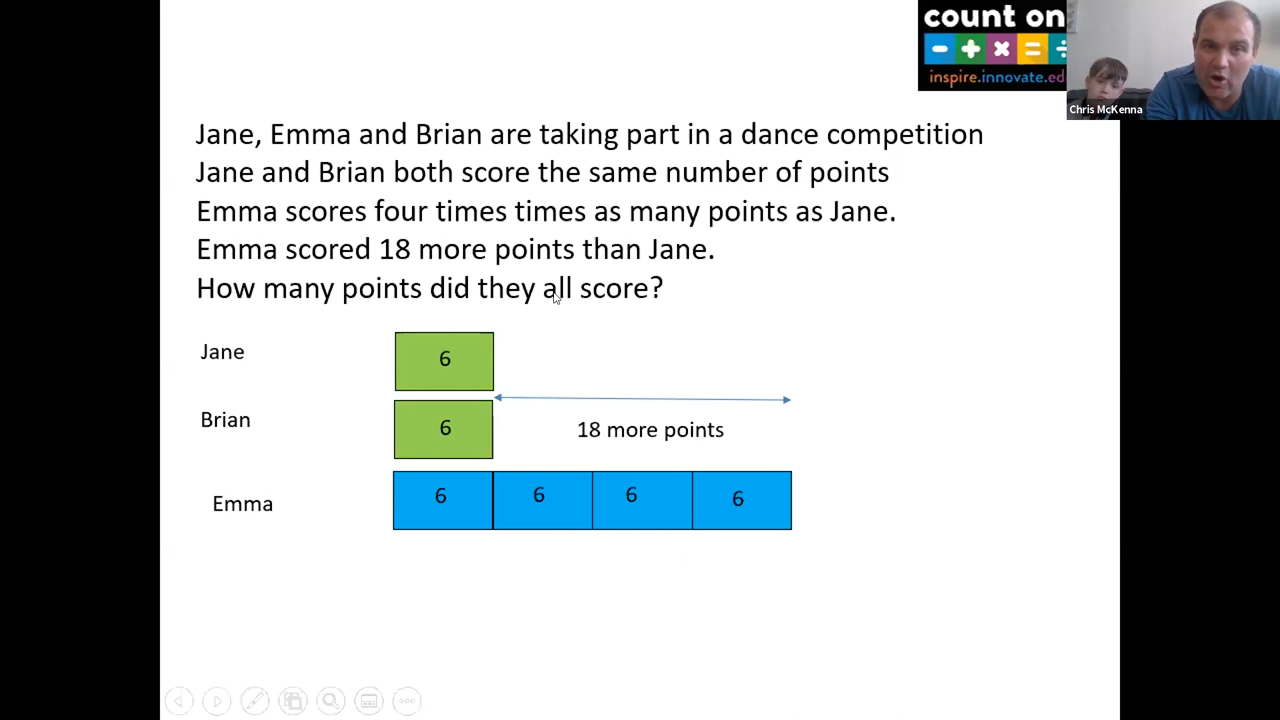 count on
− + × = ÷
inspire.innovate.ed
Chris McKenna
Jane, Emma and Brian are taking part in a dance competition
Jane and Brian both score the same number of points
Emma scores four times times as many points as Jane.
Emma scored 18 more points than Jane.
How many points did they all score?
Jane
6
Brian
6
18 more points
Emma
6 6 6 6